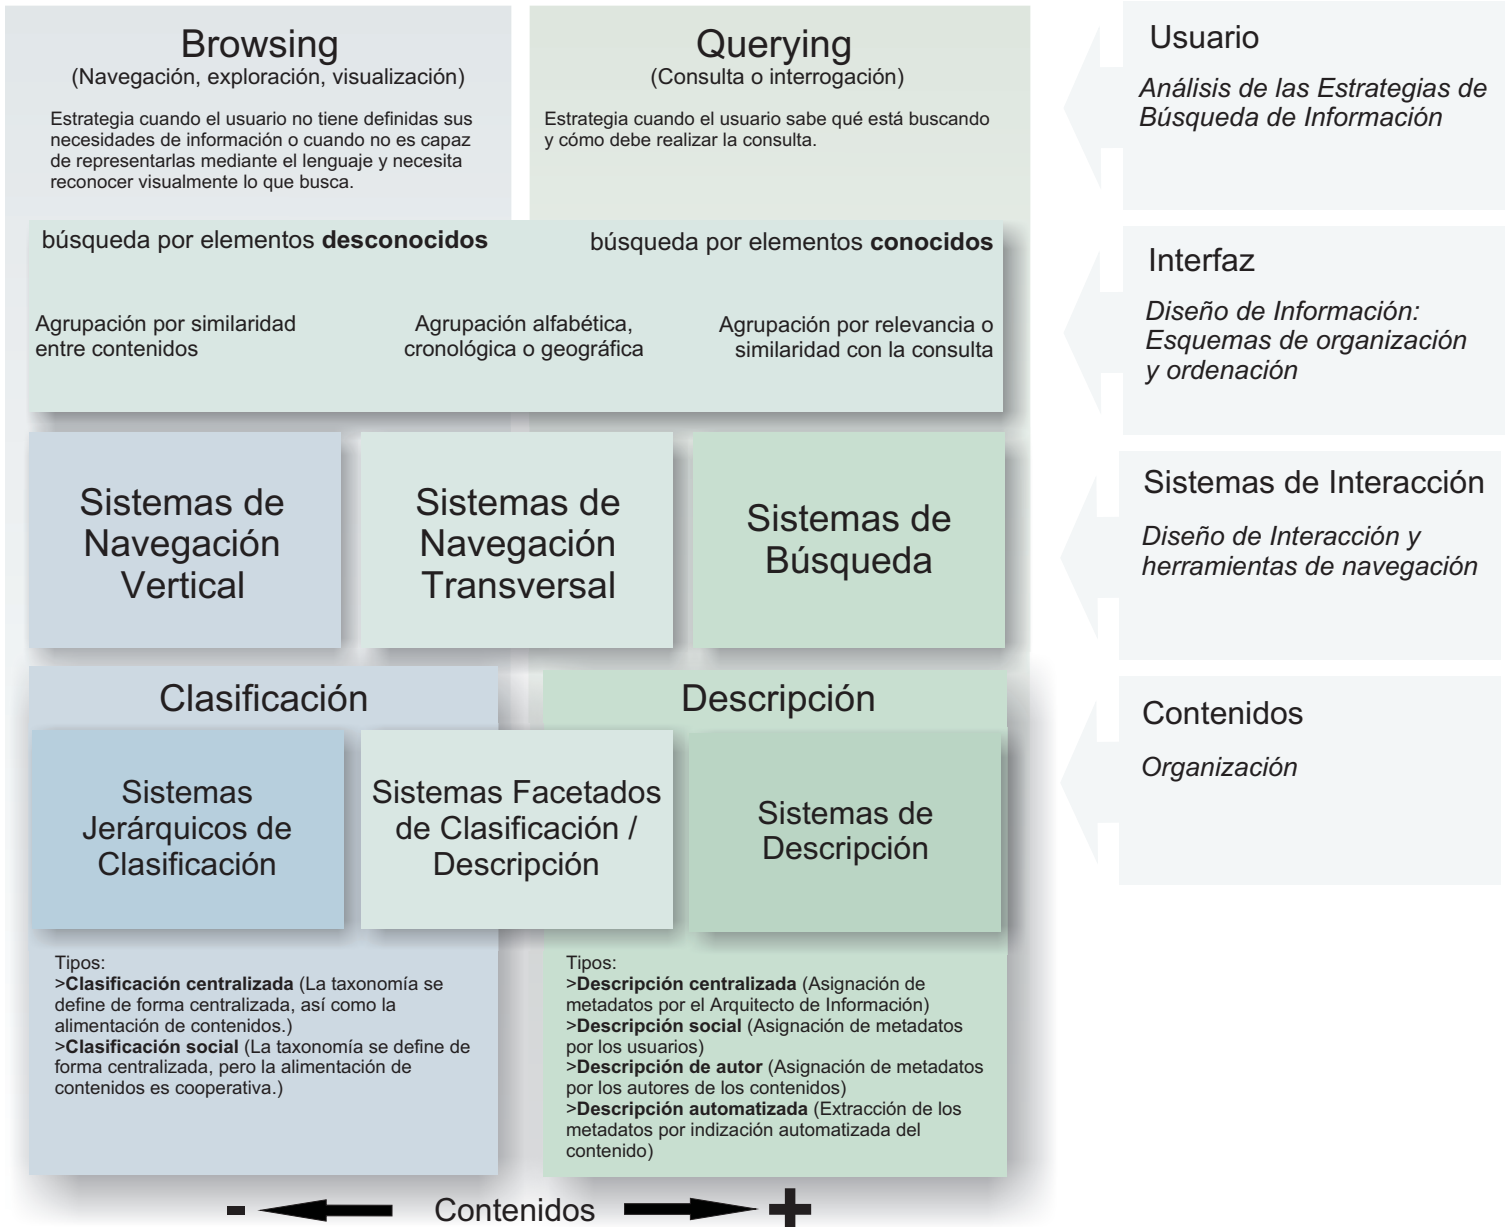 Browsing
(Navegación, exploración, visualización)
Estrategia cuando el usuario no tiene definidas sus
necesidades de información o cuando no es capaz
de representarlas mediante el lenguaje y necesita
reconocer visualmente lo que busca.
Querying
(Consulta o interrogación)
Estrategia cuando el usuario sabe qué está buscando
y cómo debe realizar la consulta.
Usuario
Análisis de las Estrategias de
Búsqueda de Información
búsqueda por elementos desconocidos
búsqueda por elementos conocidos
Agrupación por similaridad
entre contenidos
Agrupación alfabética,
cronológica o geográfica
Agrupación por relevancia o
similaridad con la consulta
Interfaz
Diseño de Información:
Esquemas de organización
y ordenación
Sistemas de
Navegación
Vertical
Sistemas de
Navegación
Transversal
Sistemas de
Búsqueda
Sistemas de Interacción
Diseño de Interacción y
herramientas de navegación
Clasificación
Descripción
Sistemas
Jerárquicos de
Clasificación
Sistemas Facetados
de Clasificación /
Descripción
Sistemas de
Descripción
Contenidos
Organización
Tipos:
>Clasificación centralizada (La taxonomía se
define de forma centralizada, así como la
alimentación de contenidos.)
>Clasificación social (La taxonomía se define de
forma centralizada, pero la alimentación de
contenidos es cooperativa.)
Tipos:
>Descripción centralizada (Asignación de
metadatos por el Arquitecto de Información)
>Descripción social (Asignación de metadatos
por los usuarios)
>Descripción de autor (Asignación de metadatos
por los autores de los contenidos)
>Descripción automatizada (Extracción de los
metadatos por indización automatizada del
contenido)
- Contenidos +